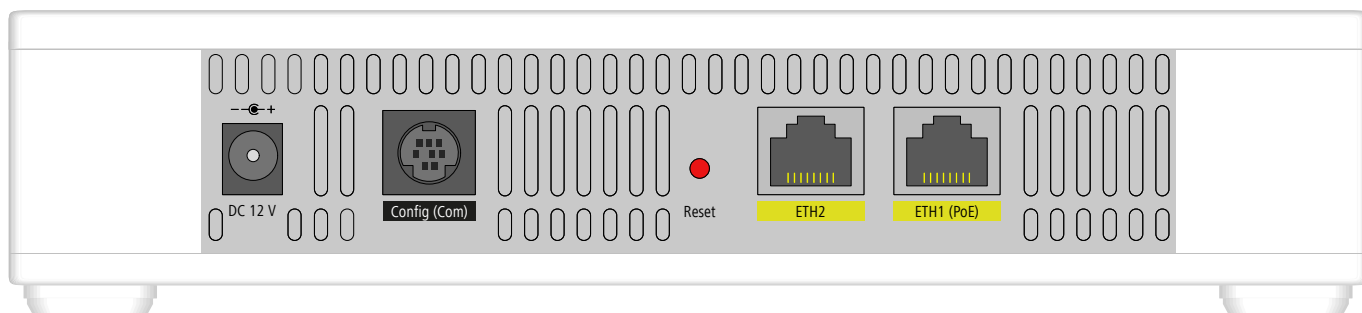 DC 12 V
Config (Com)
Reset
ETH2
ETH1 (PoE)